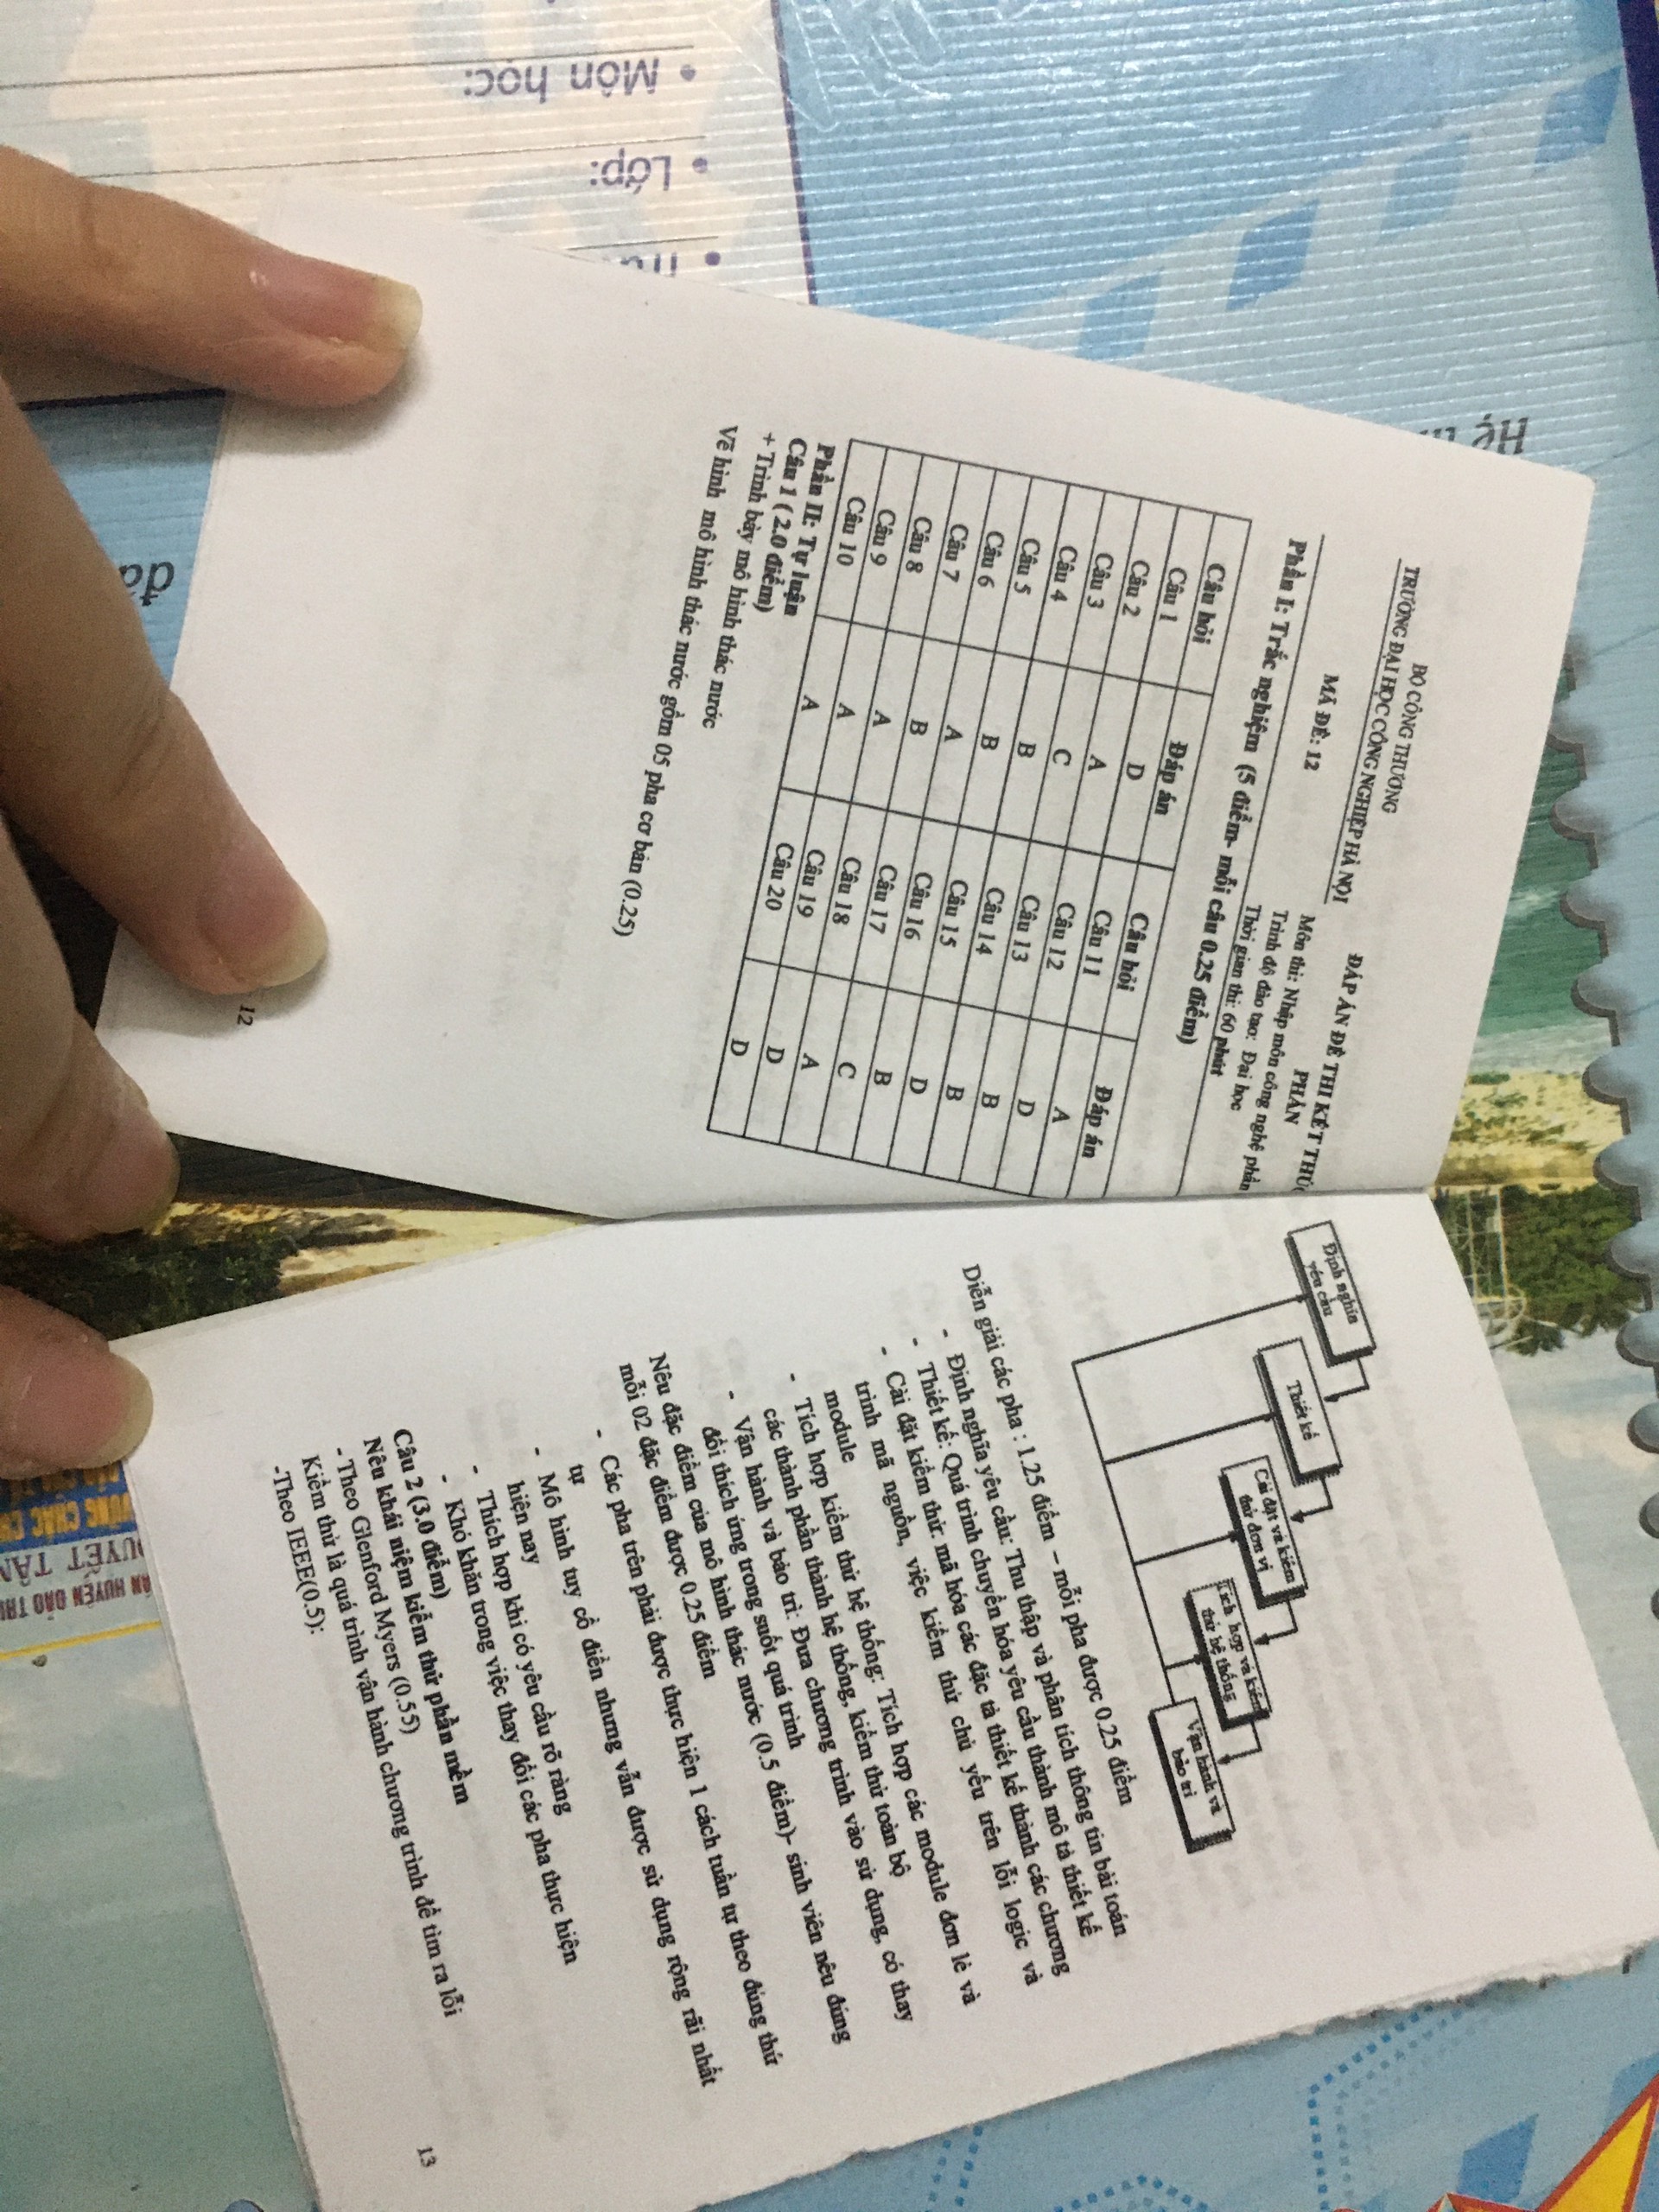 BỘ CÔNG THƯƠNG
TRƯỜNG ĐẠI HỌC CÔNG NGHIỆP HÀ NỘI
MÃ ĐỀ: 12
ĐÁP ÁN ĐỀ THI KẾT THÚC
PHẦN
Môn thi: Nhập môn công nghệ phần
Trình độ đào tạo: Đai học
Thời gian thi: 60 phút
Phần I: Trắc nghiệm (5 điểm- mỗi câu 0.25 điểm)
Câu hỏi Đáp án Câu hỏi Đáp án
Câu 1 D Câu 11 A
Câu 2 A Câu 12 D
Câu 3 C Câu 13 B
Câu 4 B Câu 14 B
Câu 5 B Câu 15 D
Câu 6 A Câu 16 B
Câu 7 B Câu 17 C
Câu 8 A Câu 18 A
Câu 9 A Câu 19 D
Câu 10 A Câu 20 D
Phần II: Tự luận
Câu 1 ( 2.0 điểm)
+ Trình bày mô hình thác nước
Vẽ hình mô hình thác nước gồm 05 pha cơ bản (0.25)
12
Định nghĩa
yêu cầu
Thiết kế
Cài đặt và kiểm
thử đơn vị
Tích hợp và kiểm
thử hệ thống
Vận hành và
bảo trì
Diễn giải các pha : 1.25 điểm – mỗi pha được 0.25 điểm
- Định nghĩa yêu cầu: Thu thập và phân tích thông tin bài toán
- Thiết kế: Quá trình chuyển hóa yêu cầu thành mô tả thiết kế
- Cài đặt kiểm thử: mã hóa các đặc tả thiết kế thành các chương
trình mã nguồn, việc kiểm thử chủ yếu trên lỗi logic và
module
- Tích hợp kiểm thử hệ thống: Tích hợp các module đơn lẻ và
các thành phần thành hệ thống, kiểm thử toàn bộ
- Vận hành và bảo trì: Đưa chương trình vào sử dụng, có thay
đổi thích ứng trong suốt quá trình
Nêu đặc điểm của mô hình thác nước (0.5 điểm)- sinh viên nêu đúng
mỗi 02 đặc điểm được 0.25 điểm
- Các pha trên phải được thực hiện 1 cách tuần tự theo đúng thứ
tự
- Mô hình tuy cổ điển nhưng vẫn được sử dụng rộng rãi nhất
hiện nay
- Thích hợp khi có yêu cầu rõ ràng
- Khó khăn trong việc thay đổi các pha thực hiện
Câu 2 (3.0 điểm)
Nêu khái niệm kiểm thử phần mềm
- Theo Glenford Myers (0.55)
Kiểm thử là quá trình vận hành chương trình để tìm ra lỗi
-Theo IEEE(0.5):
13
• Môn học:
• Lớp: